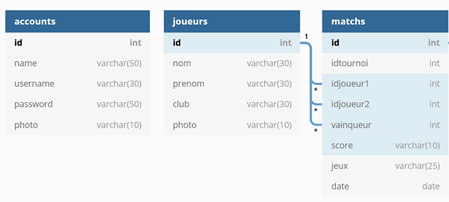 accounts
id int
name varchar(50)
username varchar(30)
password varchar(50)
photo varchar(10)
joueurs
id int
nom varchar(30)
prenom varchar(30)
club varchar(30)
photo varchar(10)
1
*
*
*
matchs
id int
idtournoi int
idjoueur1 int
idjoueur2 int
vainqueur int
score varchar(10)
jeux varchar(25)
date date